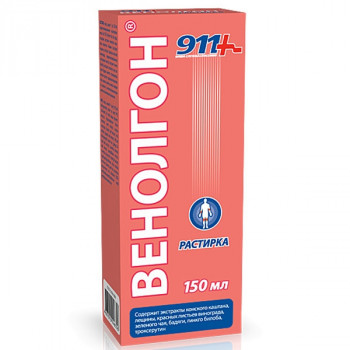 ВЕНОЛГОН®
911+
РАСТИРКА
150 мл
Содержит экстракты конского каштана,
лещины, красных листьев винограда,
зеленого чая, бадяги, гинкго билоба,
троксерутин